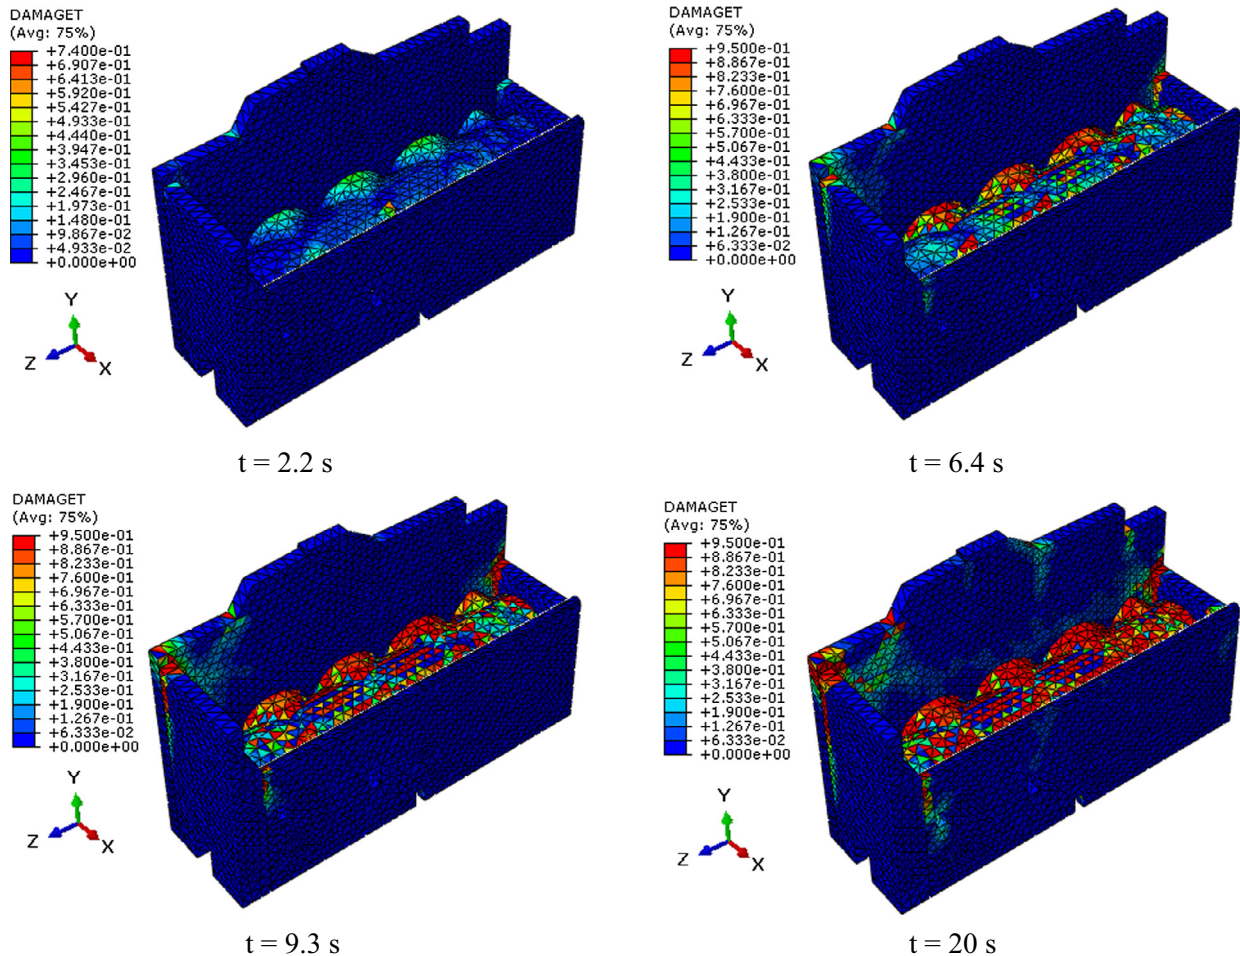 DAMAGET
(Avg: 75%)
+7.400e-01
+6.907e-01
+6.413e-01
+5.920e-01
+5.427e-01
+4.933e-01
+4.440e-01
+3.947e-01
+3.453e-01
+2.960e-01
+2.467e-01
+1.973e-01
+1.480e-01
+9.867e-02
+4.933e-02
+0.000e+00
Y
Z
X
t = 2.2 s
DAMAGET
(Avg: 75%)
+9.500e-01
+8.867e-01
+8.233e-01
+7.600e-01
+6.967e-01
+6.333e-01
+5.700e-01
+5.067e-01
+4.433e-01
+3.800e-01
+3.167e-01
+2.533e-01
+1.900e-01
+1.267e-01
+6.333e-02
+0.000e+00
Y
Z
X
t = 6.4 s
DAMAGET
(Avg: 75%)
+9.500e-01
+8.867e-01
+8.233e-01
+7.600e-01
+6.967e-01
+6.333e-01
+5.700e-01
+5.067e-01
+4.433e-01
+3.800e-01
+3.167e-01
+2.533e-01
+1.900e-01
+1.267e-01
+6.333e-02
+0.000e+00
Y
Z
X
t = 9.3 s
DAMAGET
(Avg: 75%)
+9.500e-01
+8.867e-01
+8.233e-01
+7.600e-01
+6.967e-01
+6.333e-01
+5.700e-01
+5.067e-01
+4.433e-01
+3.800e-01
+3.167e-01
+2.533e-01
+1.900e-01
+1.267e-01
+6.333e-02
+0.000e+00
Y
Z
X
t = 20 s